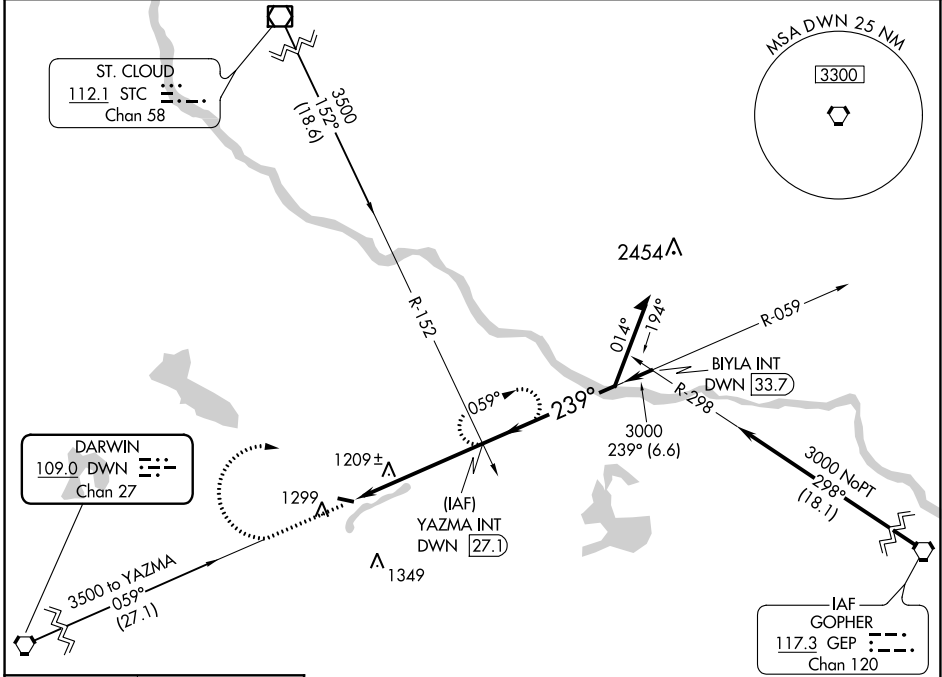 ST. CLOUD
112.1 STC
Chan 58
3500
152°
(18.6)
MSA DWN 25 NM
3300
2454
R-152
014°
194°
R-059
BIYLA INT
DWN 33.7
R-298
059°
239°
3000
239° (6.6)
3000 NoPT
298°
(18.1)
DARWIN
109.0 DWN
Chan 27
1209±
1299
(IAF)
YAZMA INT
DWN 27.1
1349
3500 to YAZMA
059°
(27.1)
IAF
GOPHER
117.3 GEP
Chan 120